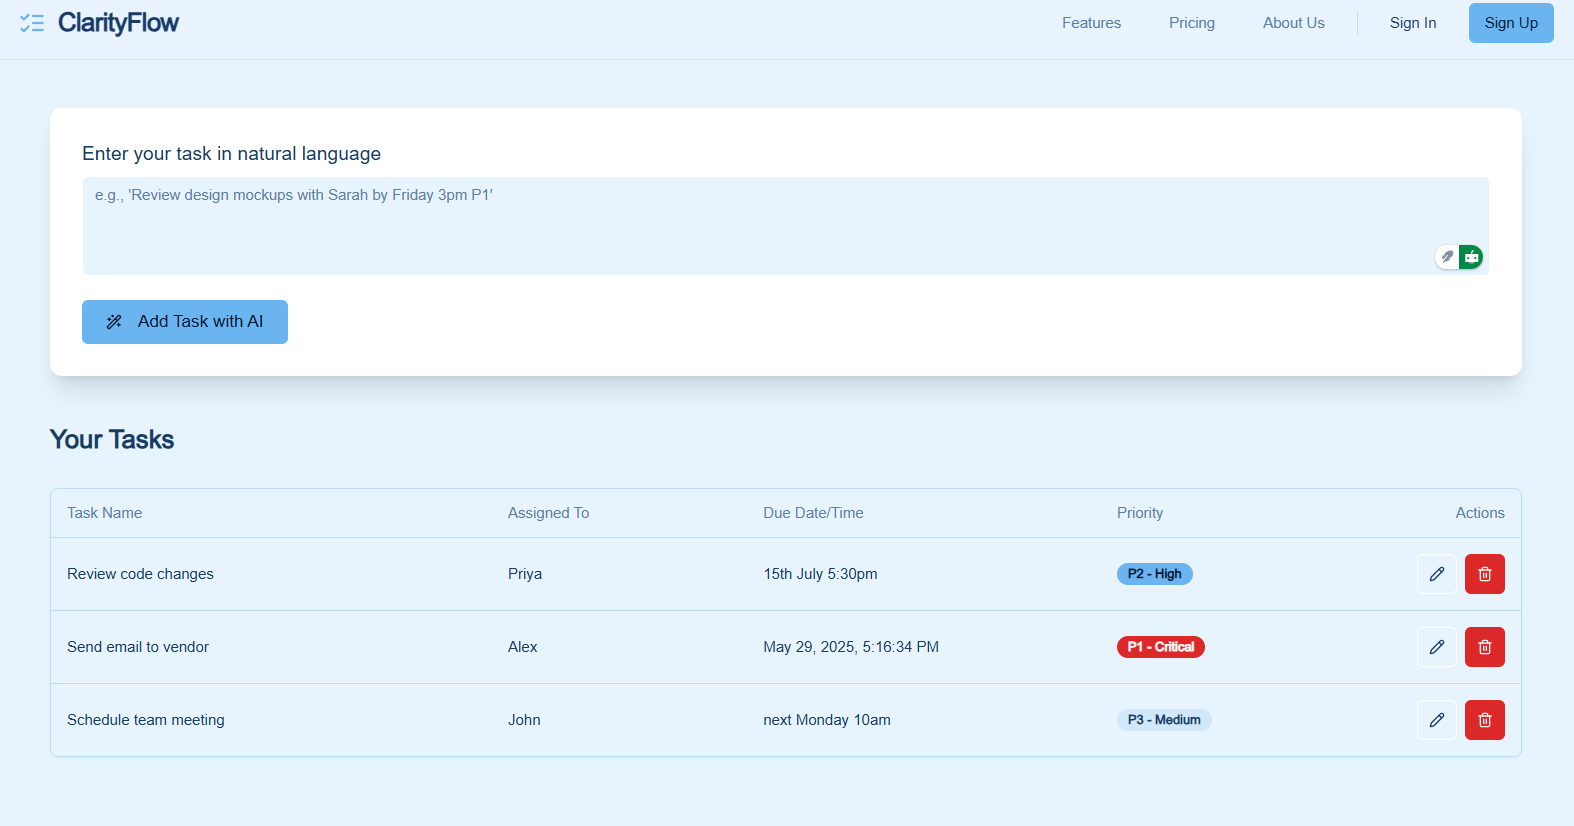 ClarityFlow Features Pricing About Us Sign In Sign Up
Enter your task in natural language
e.g., 'Review design mockups with Sarah by Friday 3pm P1'
Add Task with AI
Your Tasks
Task Name Assigned To Due Date/Time Priority Actions
Review code changes Priya 15th July 5:30pm P2 - High
Send email to vendor Alex May 29, 2025, 5:16:34 PM P1 - Critical
Schedule team meeting John next Monday 10am P3 - Medium